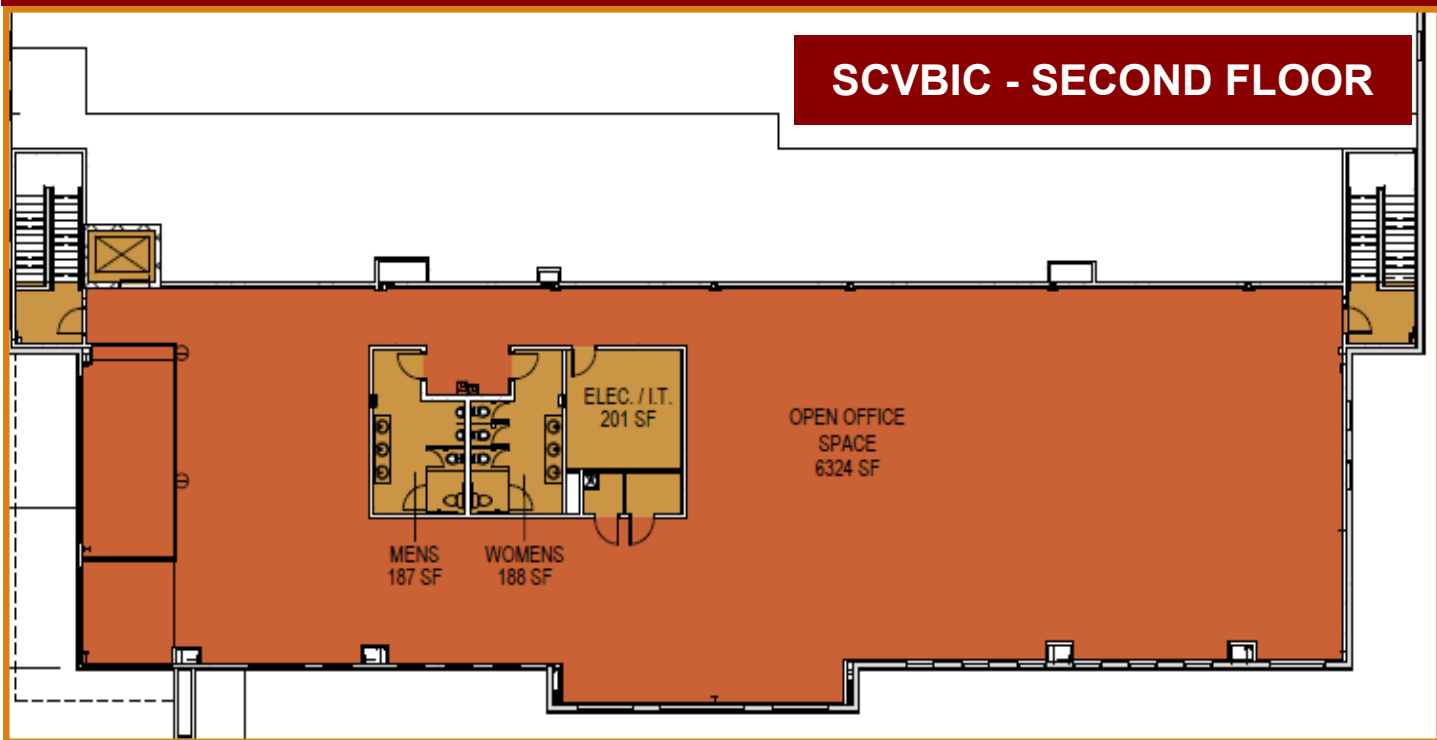 SCVBIC - SECOND FLOOR
ELEC. / I.T.
201 SF
OPEN OFFICE
SPACE
6324 SF
MENS
187 SF
WOMENS
188 SF